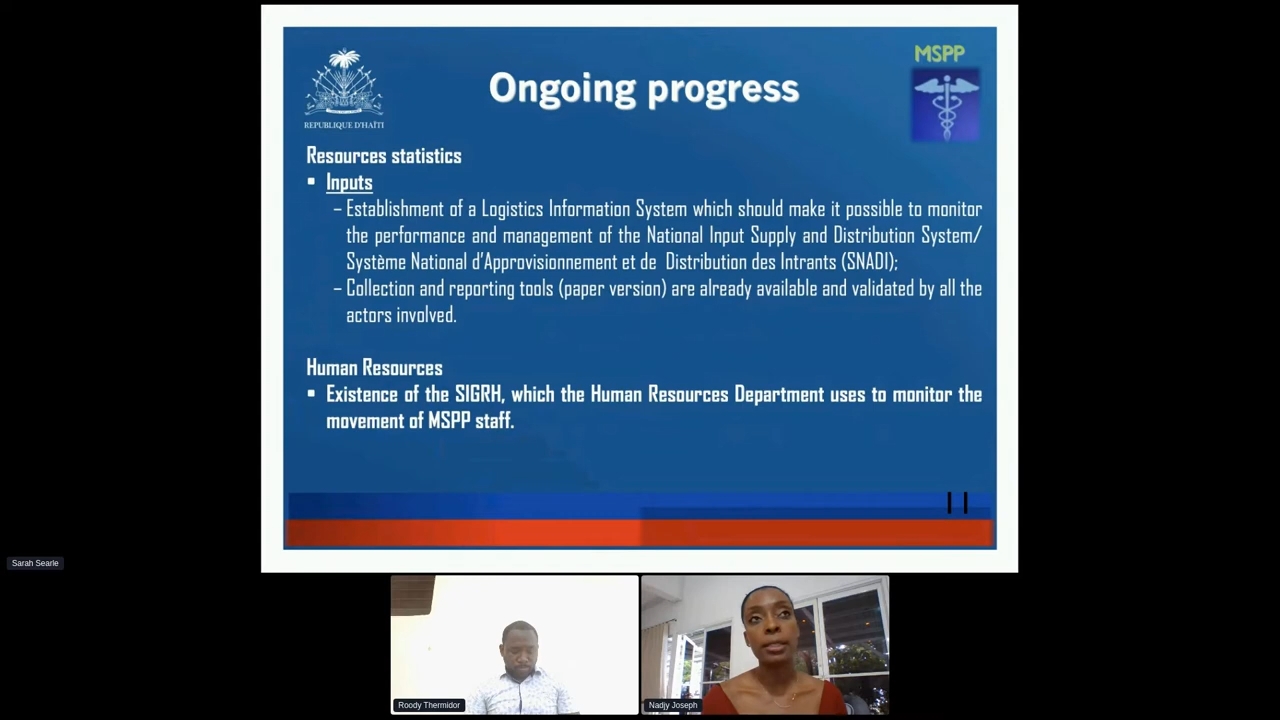 MSPP
Ongoing progress
REPUBLIQUE D'HAÏTI
Resources statistics
▪ Inputs
– Establishment of a Logistics Information System which should make it possible to monitor
the performance and management of the National Input Supply and Distribution System/
Système National d'Approvisionnement et de Distribution des Intrants (SNADI);
– Collection and reporting tools (paper version) are already available and validated by all the
actors involved.
Human Resources
▪ Existence of the SIGRH, which the Human Resources Department uses to monitor the
movement of MSPP staff.
11
Sarah Searle
Roody Thermidor
Nadjy Joseph